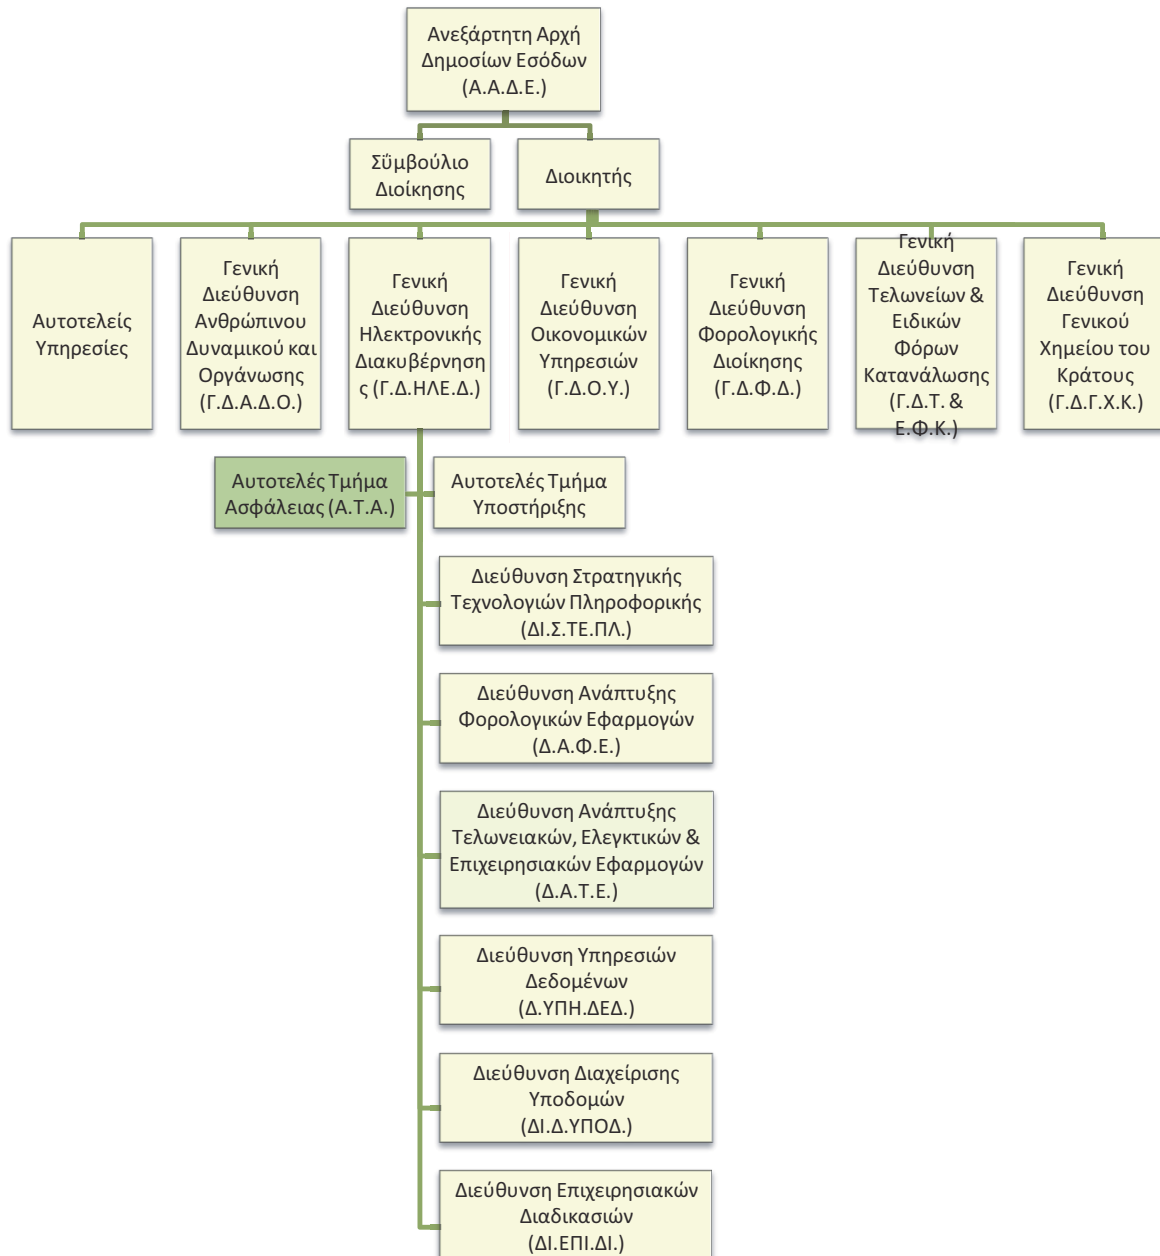 Ανεξάρτητη Αρχή
Δημοσίων Εσόδων
(Α.Α.Δ.Ε.)
Σΰμβούλιο
Διοίκησης
Διοικητής
Αυτοτελείς
Υπηρεσίες
Γενική
Διεύθυνση
Ανθρώπινου
Δυναμικού και
Οργάνωσης
(Γ.Δ.Α.Δ.Ο.)
Γενική
Διεύθυνση
Ηλεκτρονικής
Διακυβέρνηση
ς (Γ.Δ.ΗΛΕ.Δ.)
Γενική
Διεύθυνση
Οικονομικών
Υπηρεσιών
(Γ.Δ.Ο.Υ.)
Γενική
Διεύθυνση
Φορολογικής
Διοίκησης
(Γ.Δ.Φ.Δ.)
Γενική
Διεύθυνση
Τελωνείων &
Ειδικών
Φόρων
Κατανάλωσης
(Γ.Δ.Τ. &
Ε.Φ.Κ.)
Γενική
Διεύθυνση
Γενικού
Χημείου του
Κράτους
(Γ.Δ.Γ.Χ.Κ.)
Αυτοτελές Τμήμα
Ασφάλειας (Α.Τ.Α.)
Αυτοτελές Τμήμα
Υποστήριξης
Διεύθυνση Στρατηγικής
Τεχνολογιών Πληροφορικής
(ΔΙ.Σ.ΤΕ.ΠΛ.)
Διεύθυνση Ανάπτυξης
Φορολογικών Εφαρμογών
(Δ.Α.Φ.Ε.)
Διεύθυνση Ανάπτυξης
Τελωνειακών, Ελεγκτικών &
Επιχειρησιακών Εφαρμογών
(Δ.Α.Τ.Ε.)
Διεύθυνση Υπηρεσιών
Δεδομένων
(Δ.ΥΠΗ.ΔΕΔ.)
Διεύθυνση Διαχείρισης
Υποδομών
(ΔΙ.Δ.ΥΠΟΔ.)
Διεύθυνση Επιχειρησιακών
Διαδικασιών
(ΔΙ.ΕΠΙ.ΔΙ.)